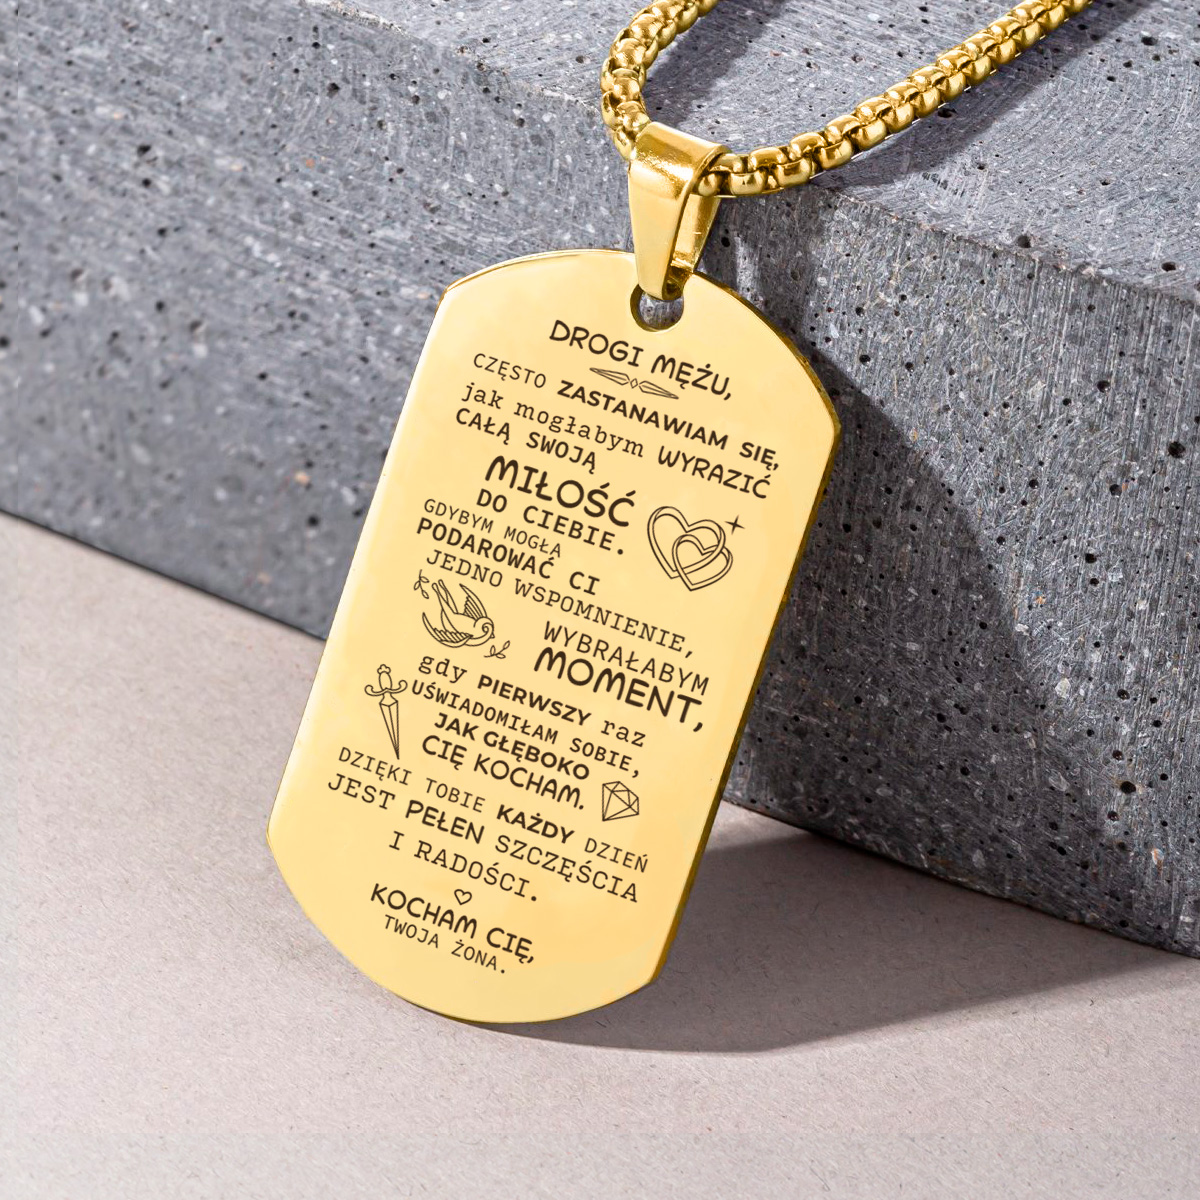 DROGI MĘŻU,
CZĘSTO ZASTANAWIAM SIĘ,
jak mogłabym WYRAZIĆ
CAŁĄ SWOJĄ
MIŁOŚĆ
DO CIEBIE.
GDYBYM MOGŁA
PODAROWAĆ CI
JEDNO WSPOMNIENIE,
WYBRAŁABYM
MOMENT,
gdy PIERWSZY raz
UŚWIADOMIŁAM SOBIE,
JAK GŁĘBOKO
CIĘ KOCHAM.
DZIĘKI TOBIE KAŻDY DZIEŃ
JEST PEŁEN SZCZĘŚCIA
I RADOŚCI.
KOCHAM CIĘ,
TWOJA ŻONA.